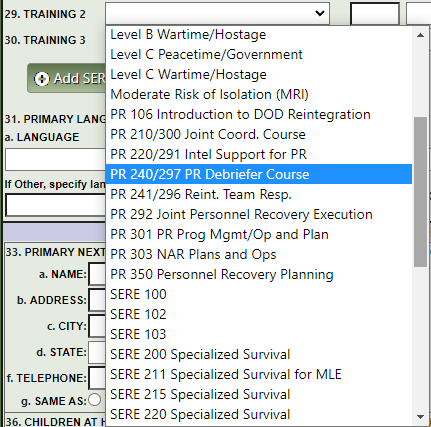 29. TRAINING 2
30. TRAINING 3
Add SER
31. PRIMARY LANG
a. LANGUAGE
If Other, specify lan
33. PRIMARY NEXT
a. NAME:
b. ADDRESS:
c. CITY:
d. STATE:
f. TELEPHONE:
g. SAME AS:
36. CHILDREN AT H
Level B Wartime/Hostage
Level C Peacetime/Government
Level C Wartime/Hostage
Moderate Risk of Isolation (MRI)
PR 106 Introduction to DOD Reintegration
PR 210/300 Joint Coord. Course
PR 220/291 Intel Support for PR
PR 240/297 PR Debriefer Course
PR 241/296 Reint. Team Resp.
PR 292 Joint Personnel Recovery Execution
PR 301 PR Prog Mgmt/Op and Plan
PR 303 NAR Plans and Ops
PR 350 Personnel Recovery Planning
SERE 100
SERE 102
SERE 103
SERE 200 Specialized Survival
SERE 211 Specialized Survival for MLE
SERE 215 Specialized Survival
SERE 220 Specialized Survival